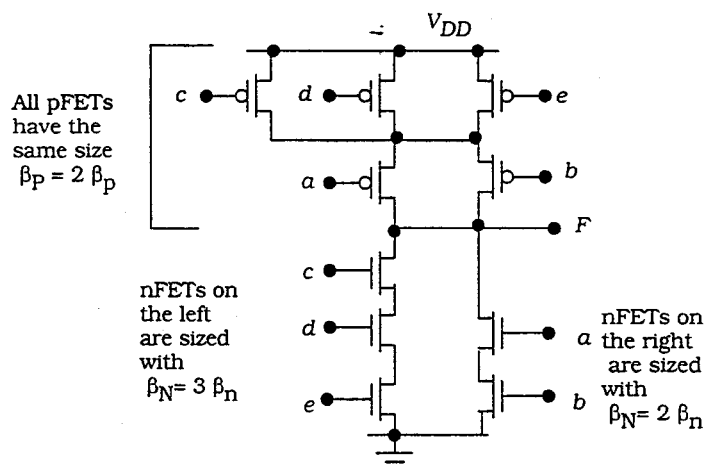 V_DD
c
d
e
All pFETs
have the
same size
β_P = 2 β_p
a
b
F
c
nFETs on
the left
are sized
with
β_N = 3 β_n
d
a
nFETs on
the right
are sized
with
β_N = 2 β_n
e
b